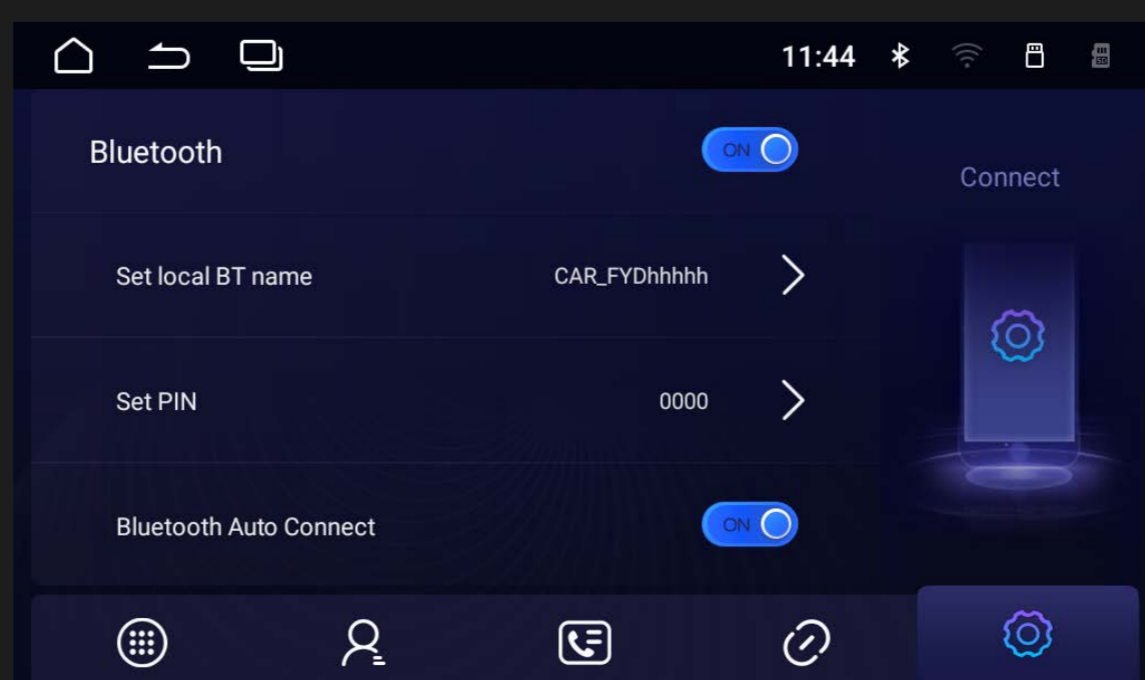 11:44
Bluetooth
ON
Connect
Set local BT name
CAR_FYDhhhhh
Set PIN
0000
Bluetooth Auto Connect
ON